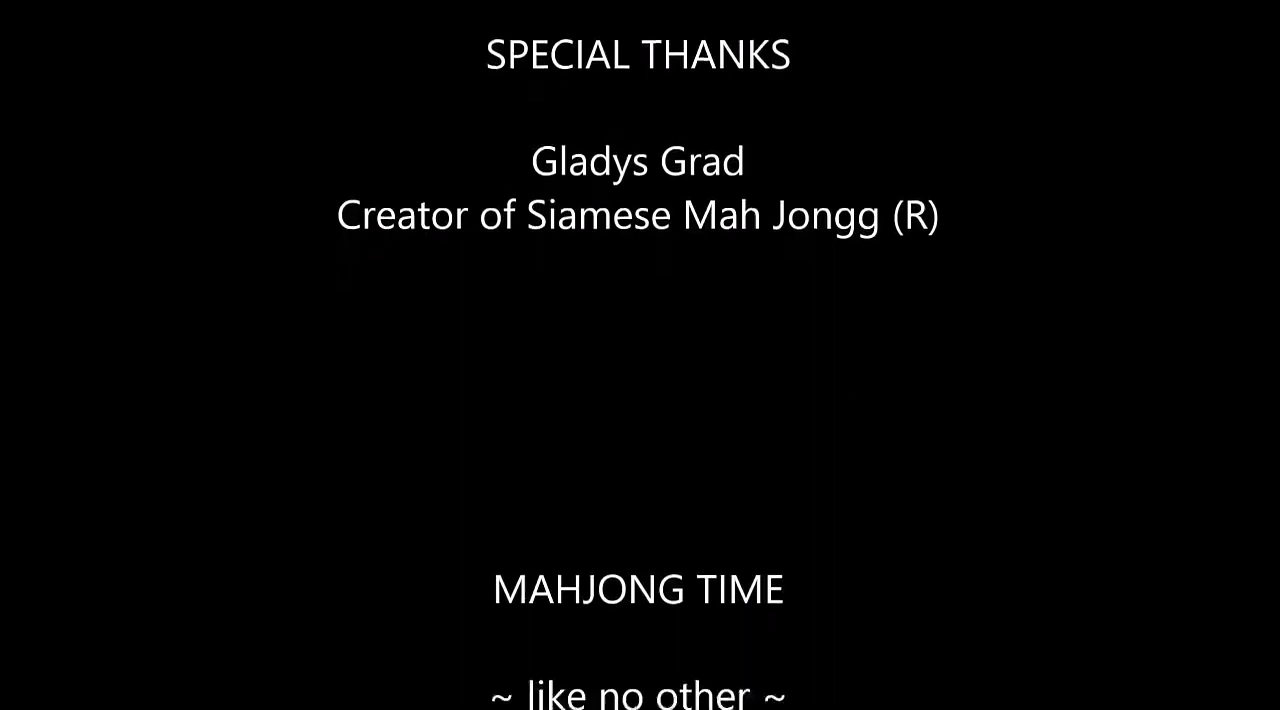 SPECIAL THANKS
Gladys Grad
Creator of Siamese Mah Jongg (R)
MAHJONG TIME
~ like no other ~